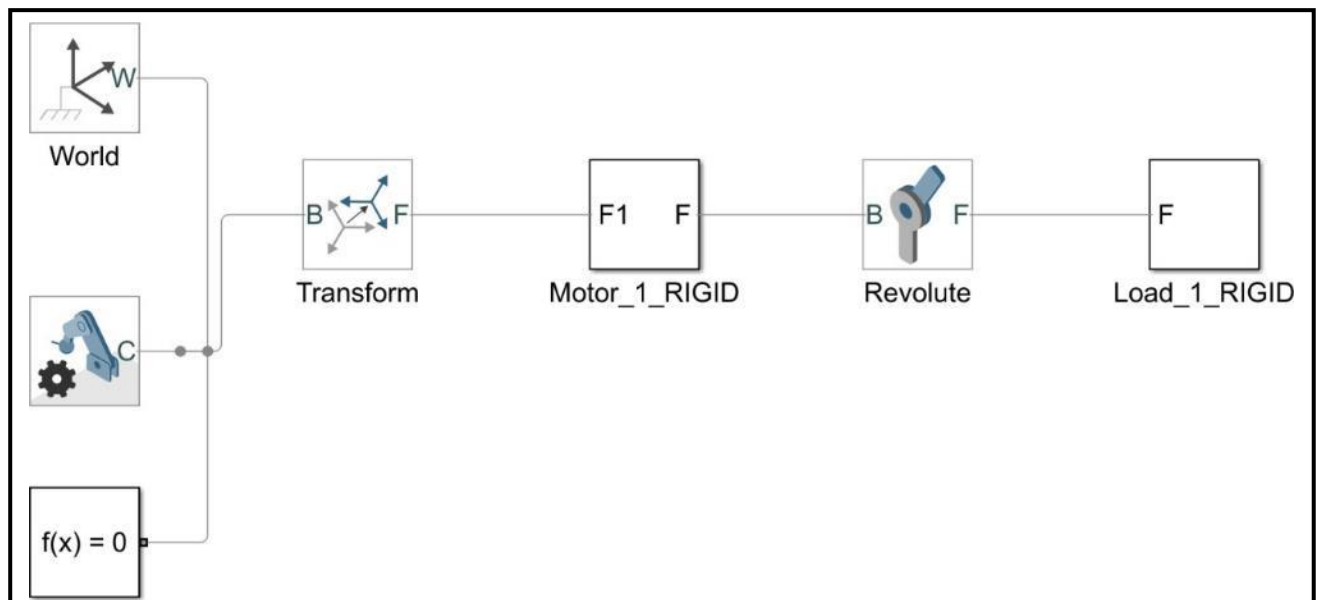 W
World
B F
Transform
F1 F
Motor_1_RIGID
B F
Revolute
F
Load_1_RIGID
C
f(x) = 0